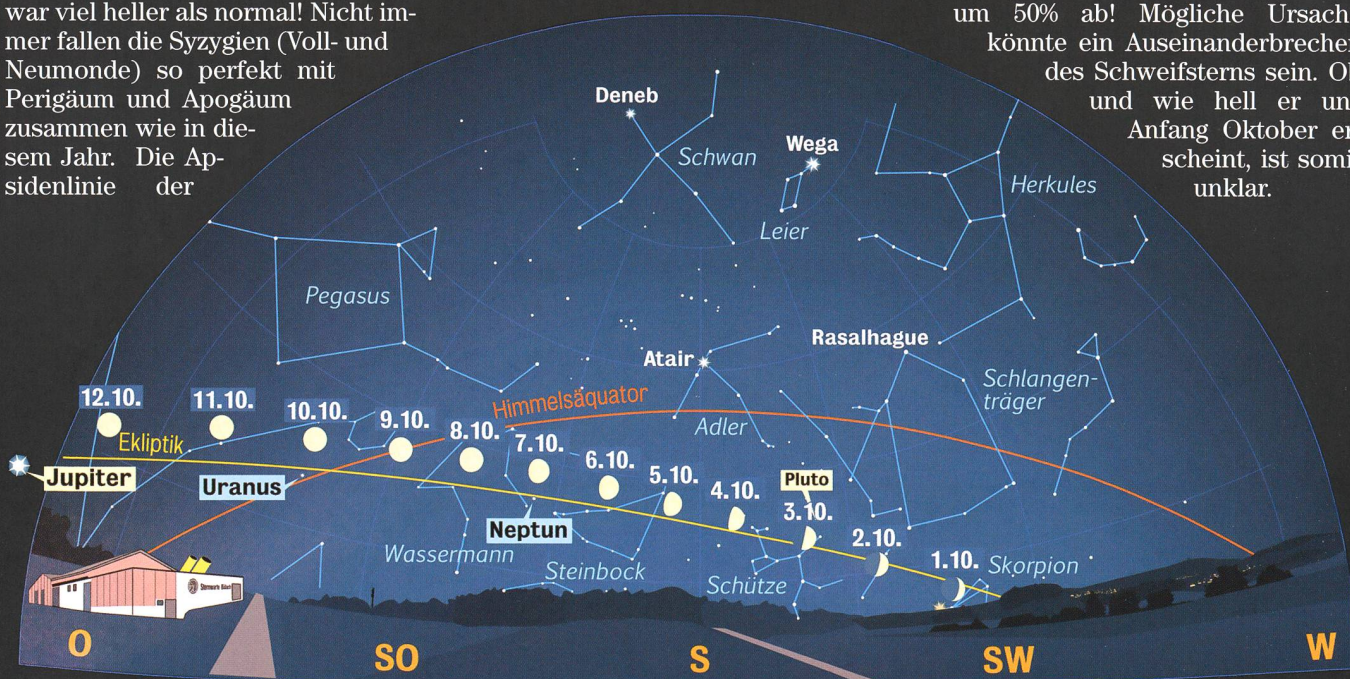 war viel heller als normal! Nicht im-
mer fallen die Syzygien (Voll- und
Neumonde) so perfekt mit
Perigäum und Apogäum
zusammen wie in die-
sem Jahr. Die Ap-
sidenlinie der
um 50% ab! Mögliche Ursach
könnte ein Auseinanderbreche
des Schweifsterns sein. O
und wie hell er un
Anfang Oktober er
scheint, ist somi
unklar.
Deneb
Schwan
Wega
Leier
Herkules
Pegasus
Rasalhague
Atair
Schlangen-
träger
Himmelsäquator
Adler
12.10.
11.10.
10.10.
9.10.
8.10.
7.10.
6.10.
5.10.
4.10.
Pluto
3.10.
2.10.
1.10.
Ekliptik
Jupiter
Uranus
Neptun
Wassermann
Steinbock
Schütze
Skorpion
O
SO
S
SW
W